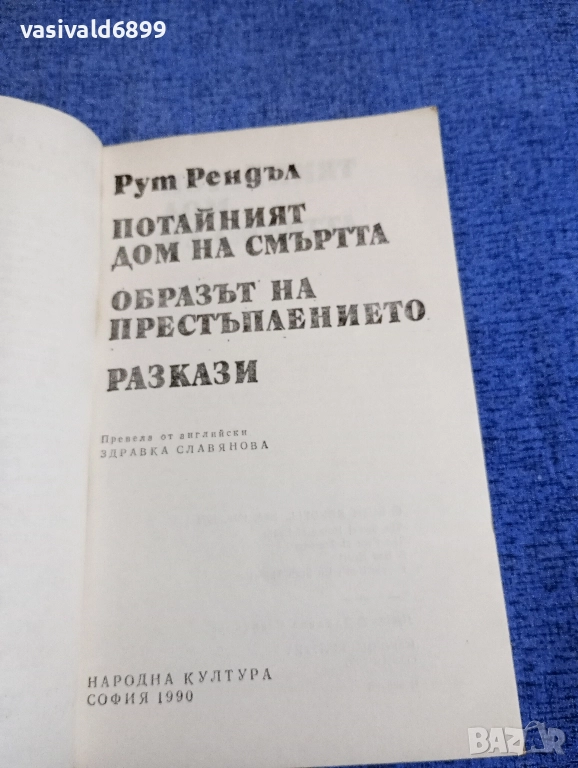 vasivald6899
Рут Рендъл
ПОТАЙНИЯТ
ДОМ НА СМЪРТТА
ОБРАЗЪТ НА
ПРЕСТЪПЛЕНИЕТО
РАЗКАЗИ
Превела от английски
ЗДРАВКА СЛАВЯНОВА
НАРОДНА КУЛТУРА
СОФИЯ 1990
BAZAR